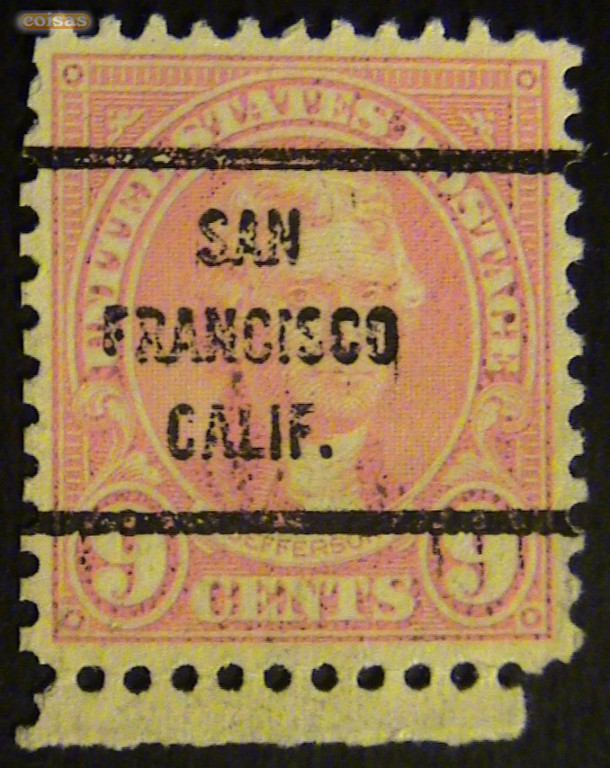 coisas
UNITED STATES POSTAGE
SAN
FRANCISCO
CALIF.
JEFFERSON
9 CENTS 9